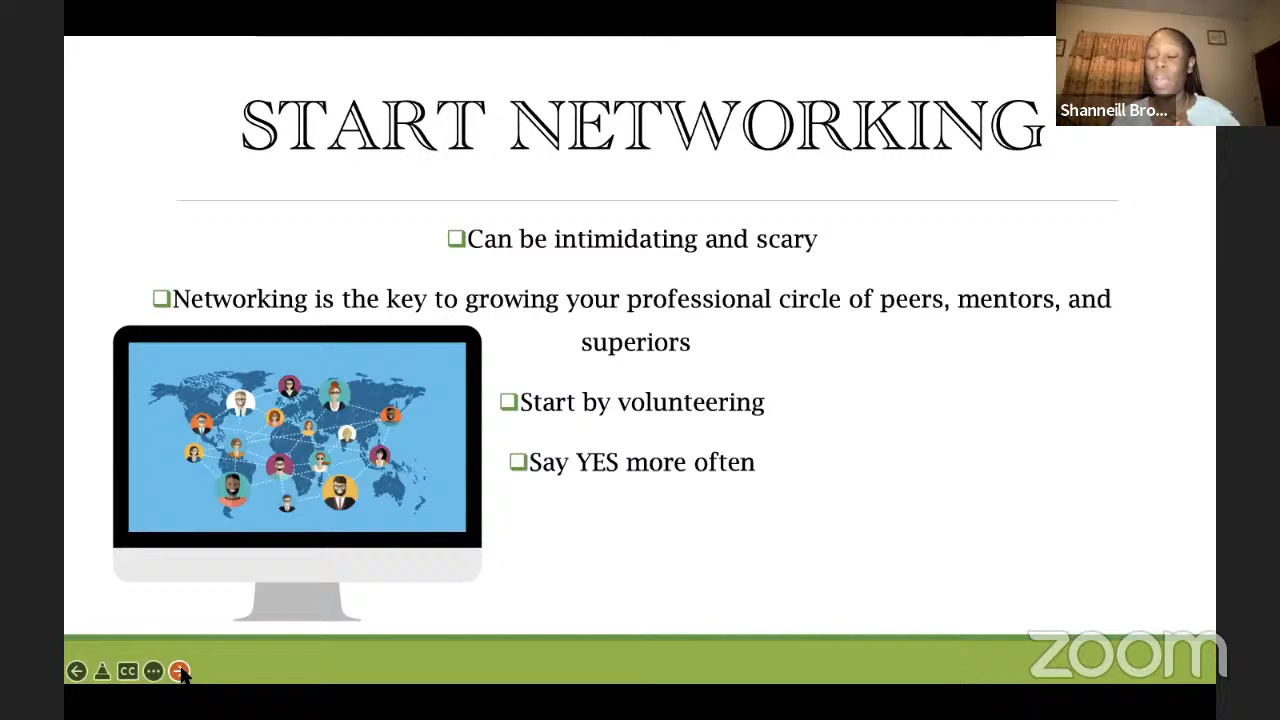 START NETWORKING
Shanneill Bro...
Can be intimidating and scary
Networking is the key to growing your professional circle of peers, mentors, and
superiors
Start by volunteering
Say YES more often
CC
zoom